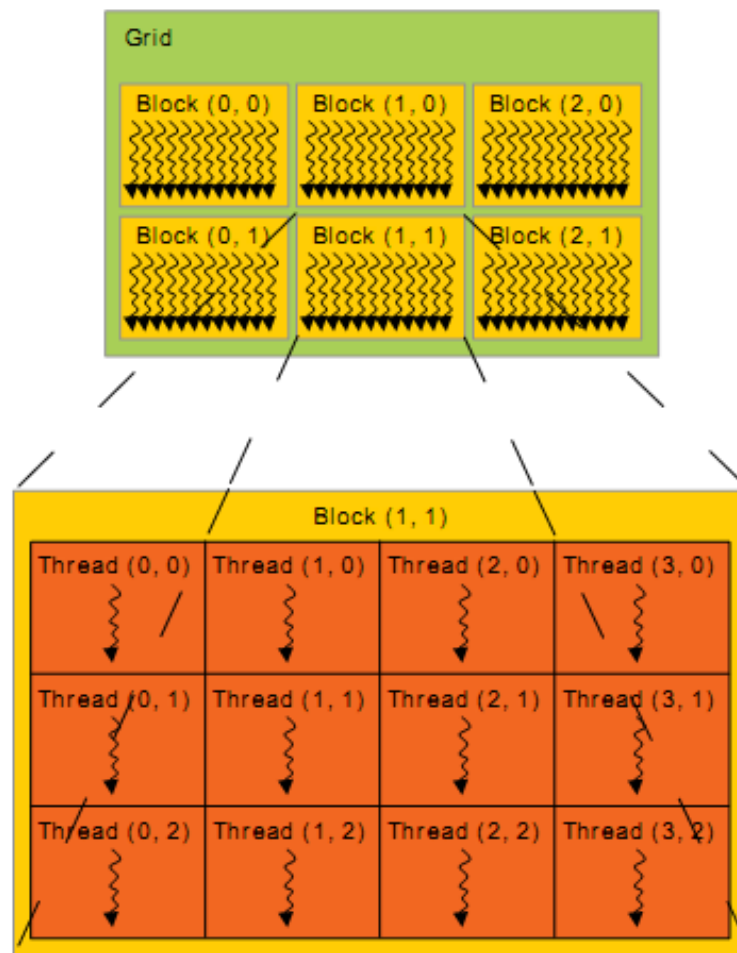 Grid
Block (0, 0) Block (1, 0) Block (2, 0)
Block (0, 1) Block (1, 1) Block (2, 1)
Block (1, 1)
Thread (0, 0) Thread (1, 0) Thread (2, 0) Thread (3, 0)
Thread (0, 1) Thread (1, 1) Thread (2, 1) Thread (3, 1)
Thread (0, 2) Thread (1, 2) Thread (2, 2) Thread (3, 2)